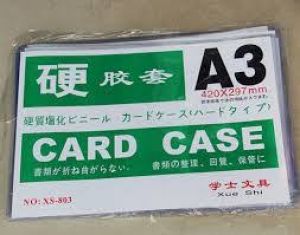 硬 胶套 A3
420X297mm
硬質塩化ビニール カードケース(ハードタイプ)
CARD CASE
書類が折ね曲がらない. 書類の整理、回覧、保管に
NO: XS-803
学士文具
Xue Shi